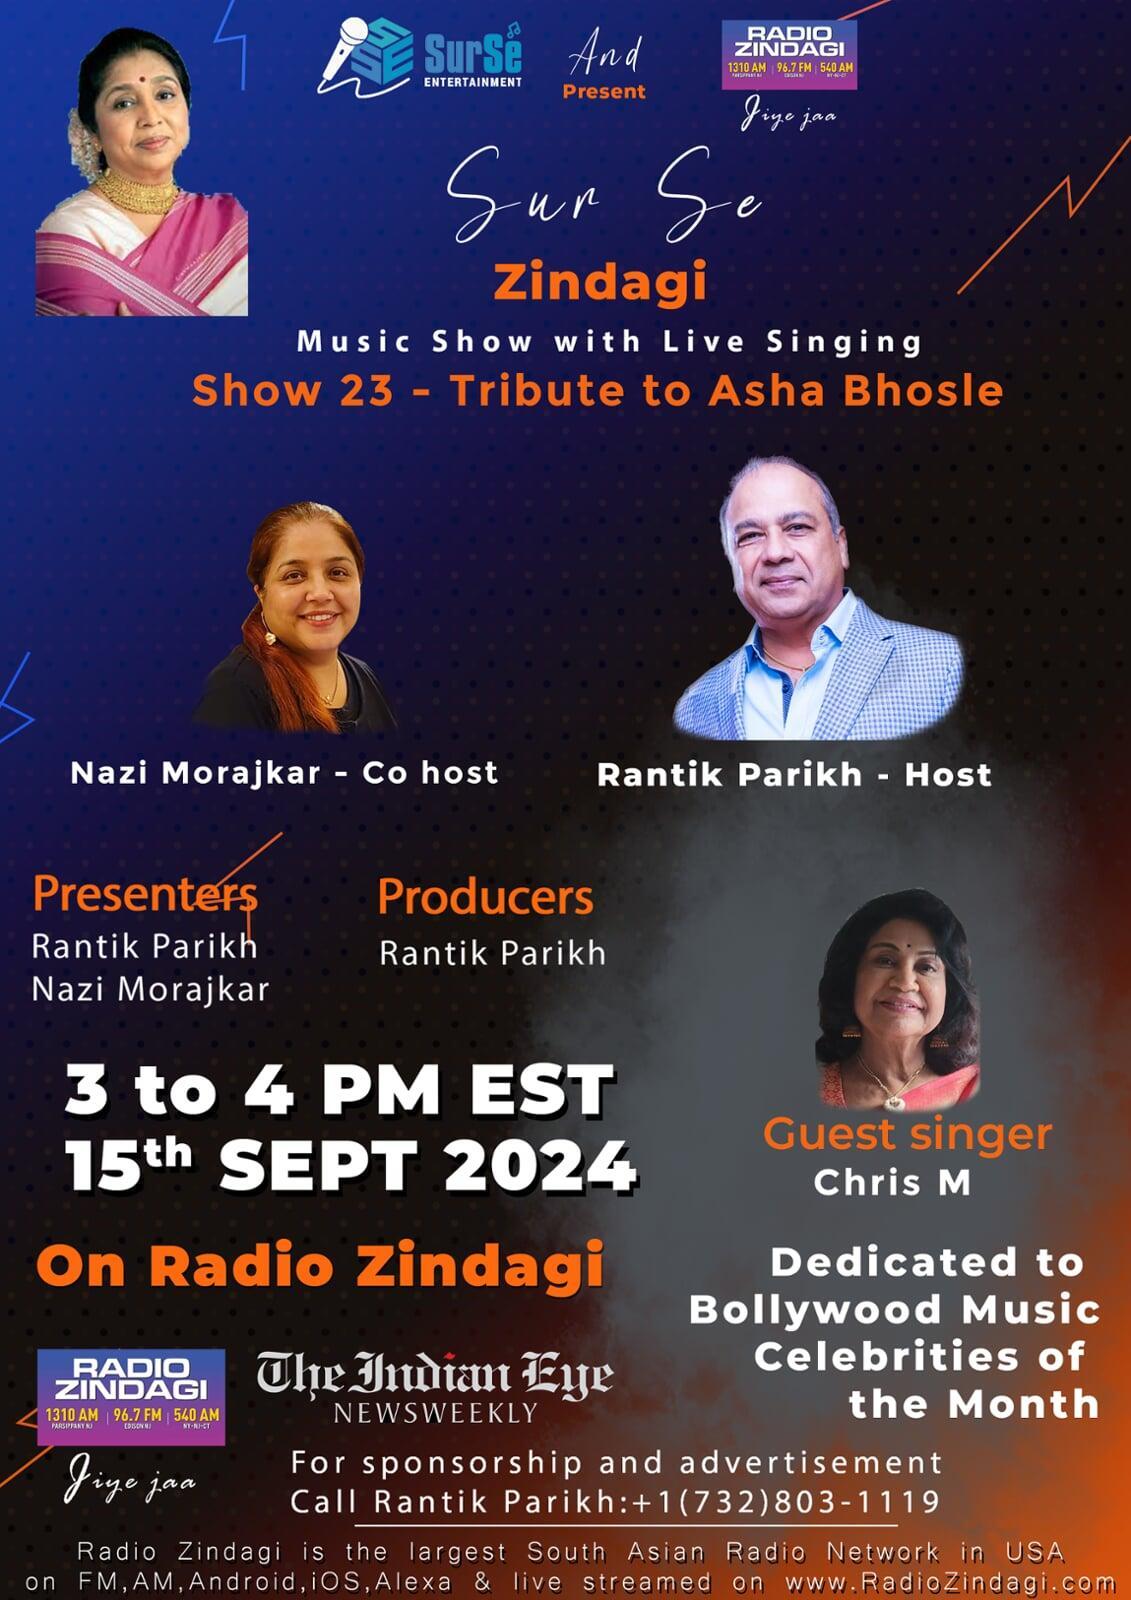 SurSe
ENTERTAINMENT
And
Present
RADIO
ZINDAGI
1310 AM | 96.7 FM | 540 AM
PARSIPPANY NJ EDISON NJ NY-NJ-CT
Jiye jaa
Sur Se
Zindagi
Music Show with Live Singing
Show 23 - Tribute to Asha Bhosle
Nazi Morajkar - Co host
Rantik Parikh - Host
Presenters
Rantik Parikh
Nazi Morajkar
Producers
Rantik Parikh
3 to 4 PM EST
15th SEPT 2024
On Radio Zindagi
Guest singer
Chris M
Dedicated to
Bollywood Music
Celebrities of
the Month
RADIO
ZINDAGI
1310 AM | 96.7 FM | 540 AM
PARSIPPANY NJ EDISON NJ NY-NJ-CT
Jiye jaa
The Indian Eye
NEWSWEEKLY
For sponsorship and advertisement
Call Rantik Parikh:+1(732)803-1119
Radio Zindagi is the largest South Asian Radio Network in USA
on FM,AM,Android,iOS,Alexa & live streamed on www.RadioZindagi.com